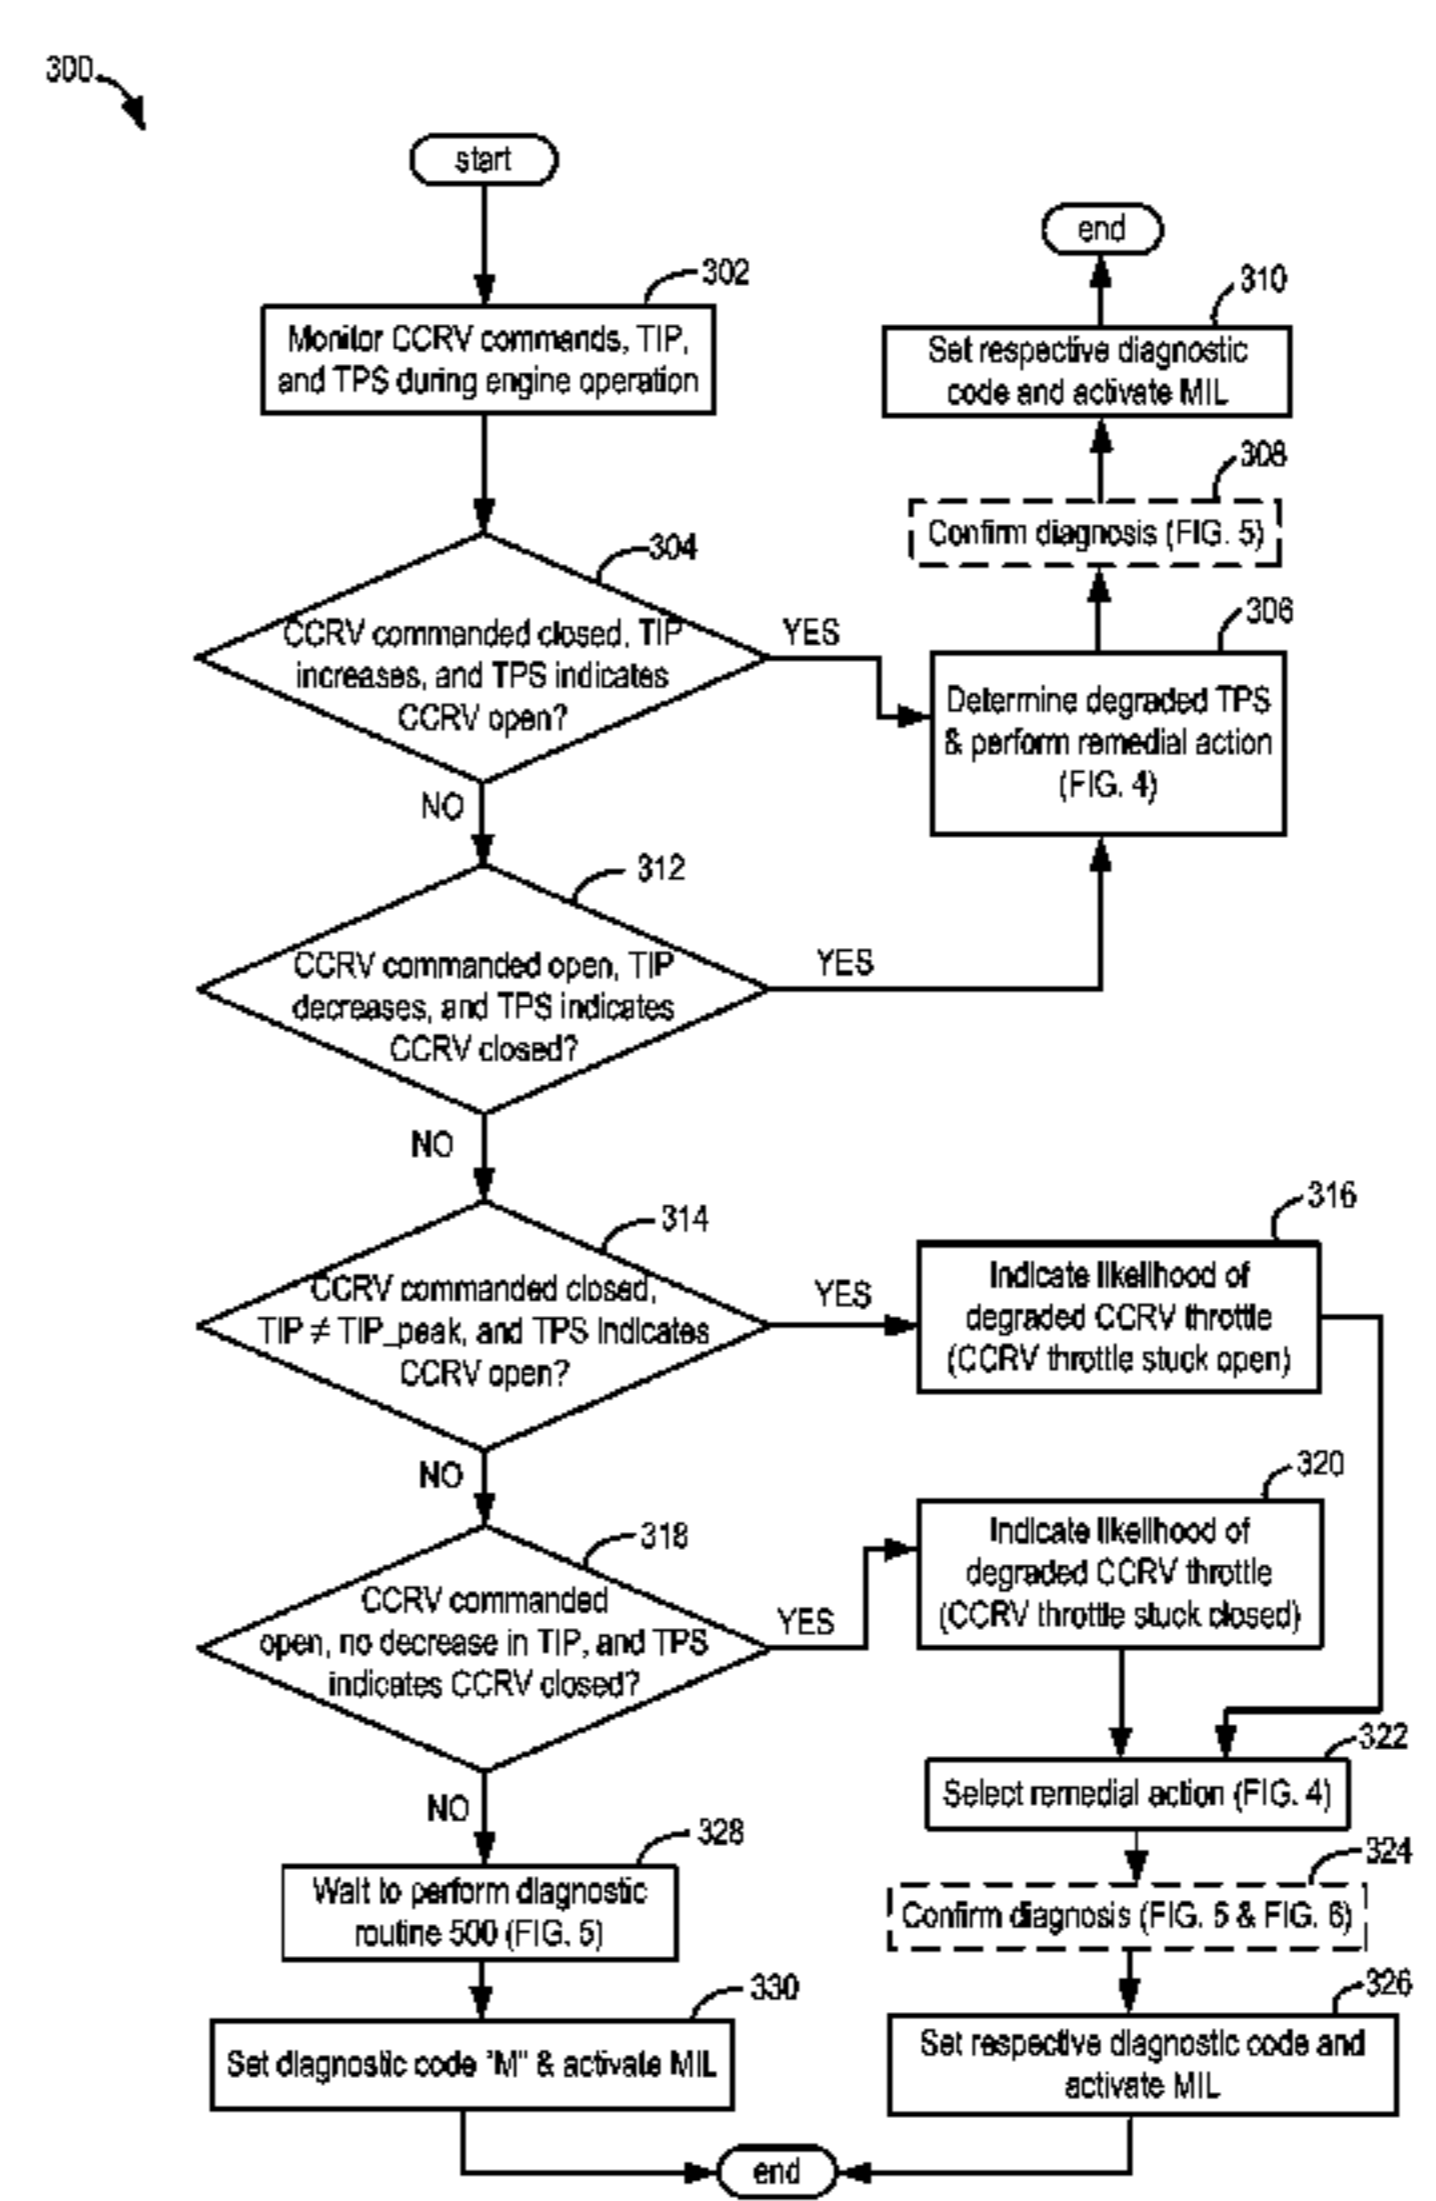 300
start
302
Monitor CCRV commands, TIP,
and TPS during engine operation
304
CCRV commanded closed, TIP
increases, and TPS indicates
CCRV open?
YES
NO
end
310
Set respective diagnostic
code and activate MIL
308
Confirm diagnosis (FIG. 5)
306
Determine degraded TPS
& perform remedial action
(FIG. 4)
312
CCRV commanded open, TIP
decreases, and TPS indicates
CCRV closed?
YES
NO
314
CCRV commanded closed,
TIP ≠ TIP_peak, and TPS indicates
CCRV open?
YES
NO
316
Indicate likelihood of
degraded CCRV throttle
(CCRV throttle stuck open)
318
CCRV commanded
open, no decrease in TIP, and TPS
indicates CCRV closed?
YES
NO
320
Indicate likelihood of
degraded CCRV throttle
(CCRV throttle stuck closed)
322
Select remedial action (FIG. 4)
324
Confirm diagnosis (FIG. 5 & FIG. 6)
326
Set respective diagnostic code and
activate MIL
328
Wait to perform diagnostic
routine 500 (FIG. 5)
330
Set diagnostic code "M" & activate MIL
end